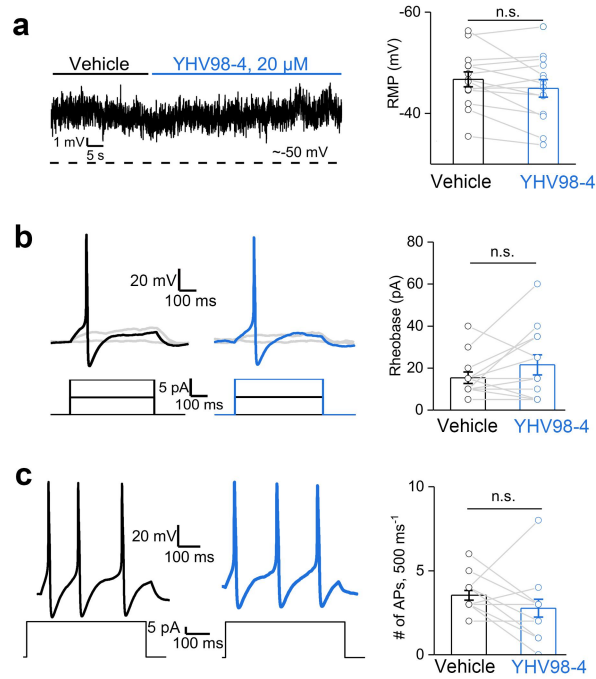 a
Vehicle YHV98-4, 20 µM
1 mV
5 s
~-50 mV
n.s.
-60
-40
RMP (mV)
Vehicle YHV98-4
b
20 mV
100 ms
5 pA
100 ms
n.s.
80
60
40
20
0
Rheobase (pA)
Vehicle YHV98-4
c
20 mV
100 ms
5 pA
100 ms
n.s.
10
5
0
# of APs, 500 ms-1
Vehicle YHV98-4